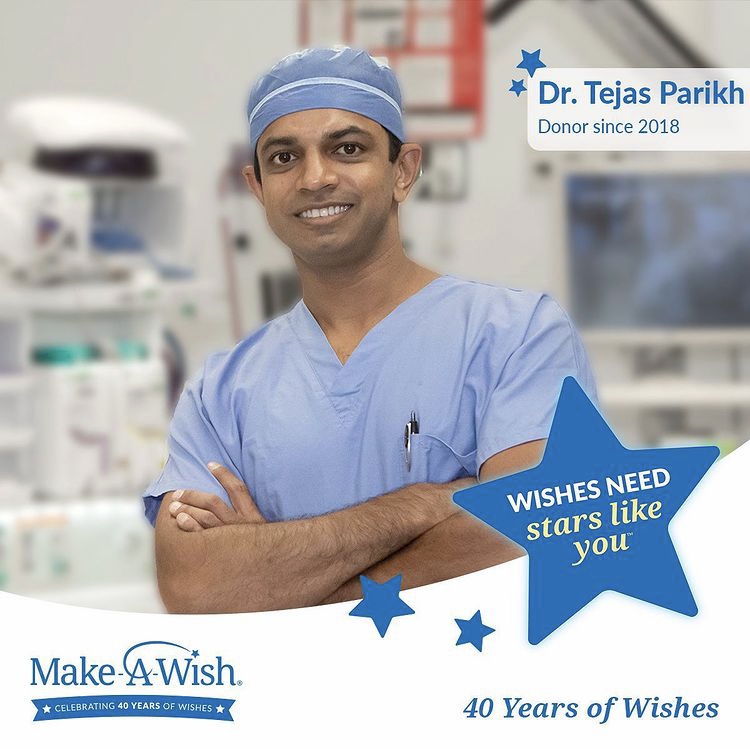 Dr. Tejas Parikh
Donor since 2018
WISHES NEED
stars like
you™
Make-A-Wish®
CELEBRATING 40 YEARS OF WISHES
40 Years of Wishes